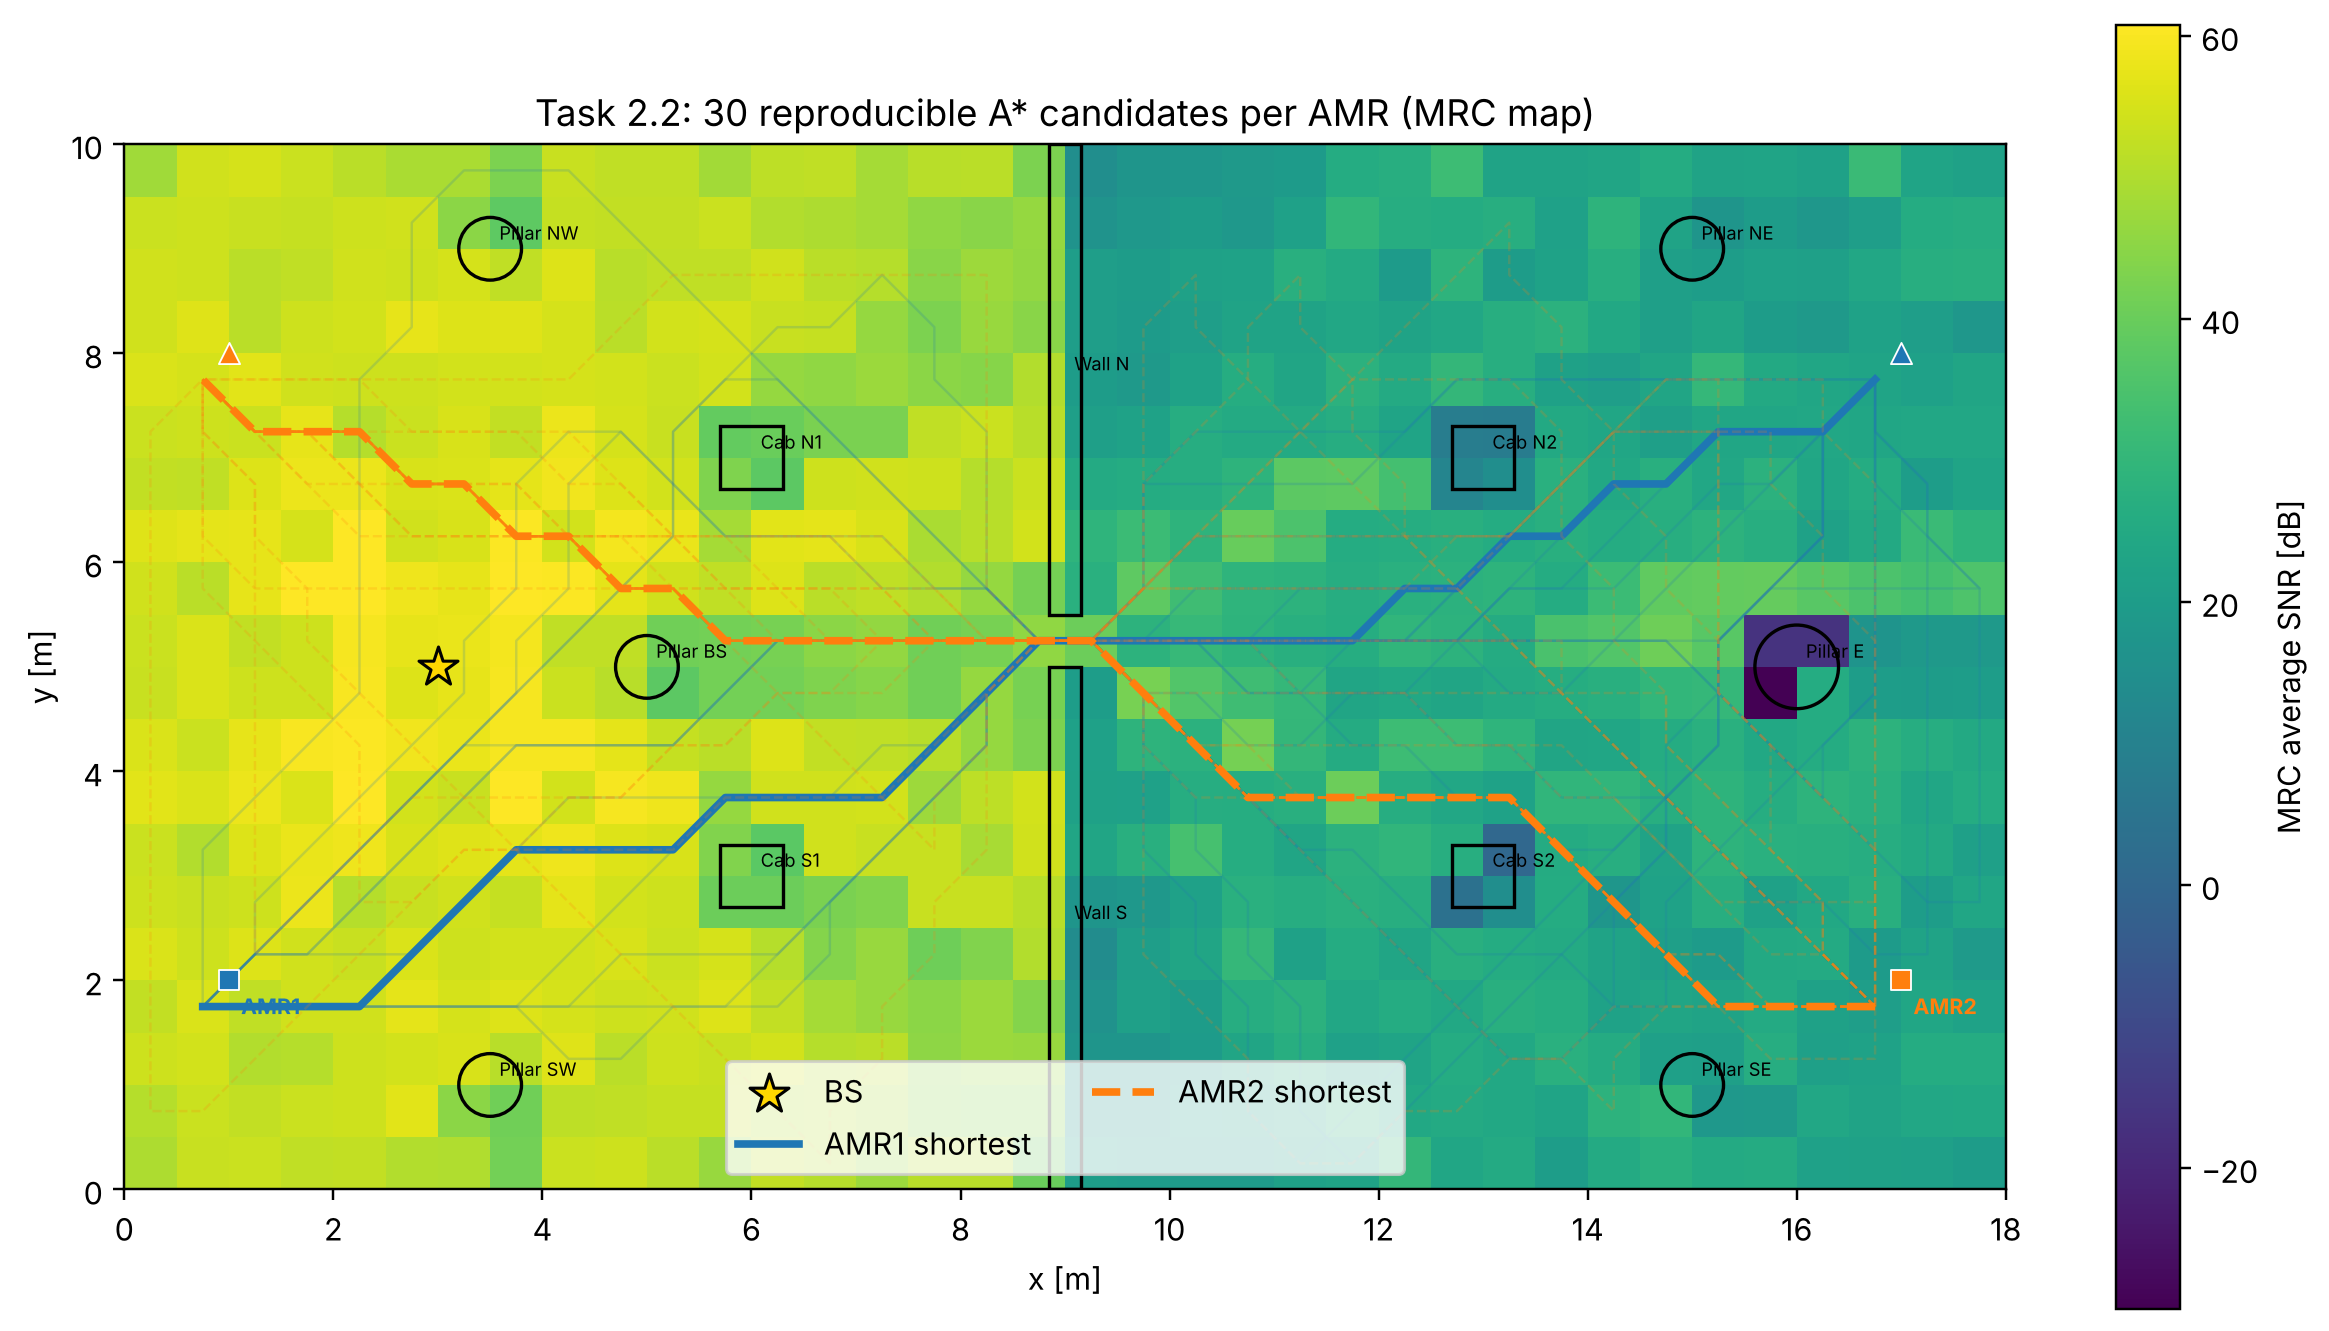 Task 2.2: 30 reproducible A* candidates per AMR (MRC map)
60
40
20
0
−20
MRC average SNR [dB]
10
8
6
4
2
0
y [m]
0 2 4 6 8 10 12 14 16 18
x [m]
Pillar NW
Pillar NE
Wall N
Cab N1
Cab N2
Pillar BS
Pillar E
Cab S1
Cab S2
Wall S
AMR1
AMR2
Pillar SW
Pillar SE
BS
AMR1 shortest
AMR2 shortest